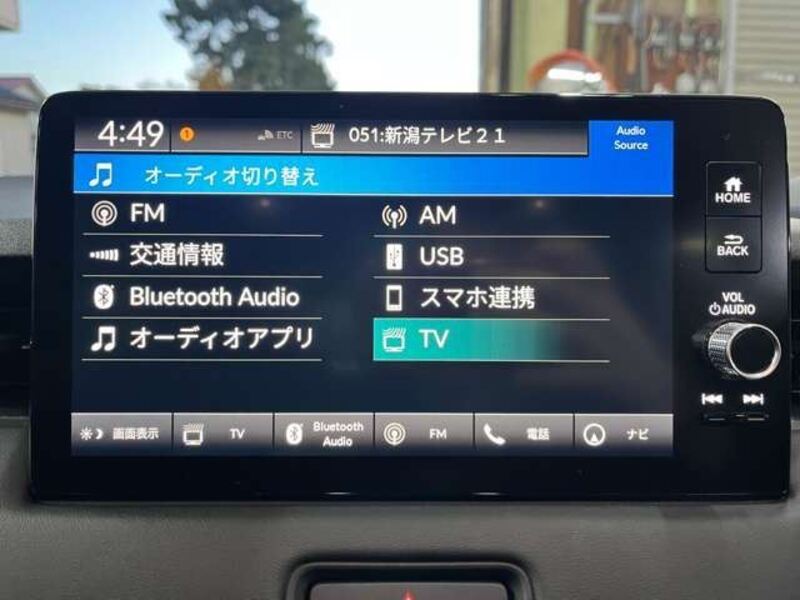 4:49
1
ETC
051:新潟テレビ21
Audio
Source
オーディオ切り替え
FM
AM
交通情報
USB
Bluetooth Audio
スマホ連携
オーディオアプリ
TV
画面表示
TV
Bluetooth
Audio
FM
電話
ナビ
HOME
BACK
VOL
AUDIO